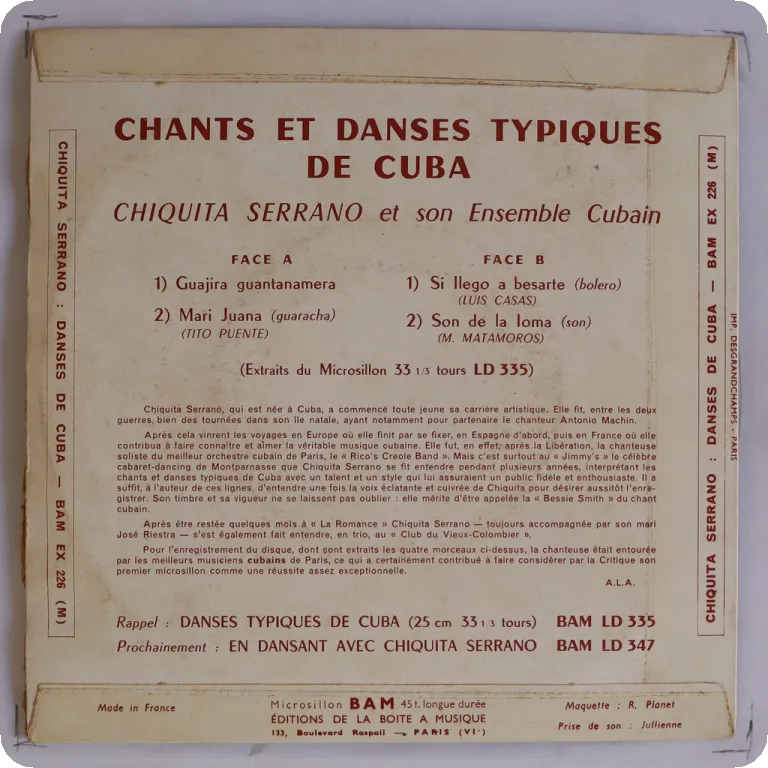 CHANTS ET DANSES TYPIQUES
DE CUBA
CHIQUITA SERRANO et son Ensemble Cubain
FACE A
1) Guajira guantanamera
2) Mari Juana (guaracha)
(TITO PUENTE)
FACE B
1) Si llego a besarte (bolero)
(LUIS CASAS)
2) Son de la loma (son)
(M. MATAMOROS)
(Extraits du Microsillon 33 1/3 tours LD 335)
Chiquita Serrano, qui est née à Cuba, a commencé toute jeune sa carrière artistique. Elle fit, entre les deux
guerres, bien des tournées dans son île natale, ayant notamment pour partenaire le chanteur Antonio Machin.
Après cela vinrent les voyages en Europe où elle finit par se fixer, en Espagne d'abord, puis en France où elle
contribua à faire connaître et aimer la véritable musique cubaine. Elle fut, en effet, après la Libération, la chanteuse
soliste du meilleur orchestre cubain de Paris, le « Rico's Creole Band ». Mais c'est surtout au « Jimmy's » le célèbre
cabaret-dancing de Montparnasse que Chiquita Serrano se fit entendre pendant plusieurs années, interprétant les
chants et danses typiques de Cuba avec un talent et un style qui lui assuraient un public fidèle et enthousiaste. Il a
suffit, à l'auteur de ces lignes, d'entendre une fois la voix éclatante et cuivrée de Chiquita pour désirer aussitôt l'enre-
gistrer. Son timbre et sa vigueur ne se laissent pas oublier : elle mérite d'être appelée la « Bessie Smith » du chant
cubain.
Après être restée quelques mois à « La Romance » Chiquita Serrano — toujours accompagnée par son mari
José Riestra — s'est également fait entendre, en trio, au « Club du Vieux-Colombier ».
Pour l'enregistrement du disque, dont sont extraits les quatre morceaux ci-dessus, la chanteuse était entourée
par les meilleurs musiciens cubains de Paris, ce qui a certainement contribué à faire considérer par la Critique son
premier microsillon comme une réussite assez exceptionnelle.
A.L.A.
Rappel : DANSES TYPIQUES DE CUBA (25 cm 33 1/3 tours) BAM LD 335
Prochainement : EN DANSANT AVEC CHIQUITA SERRANO BAM LD 347
CHIQUITA SERRANO : DANSES DE CUBA — BAM EX 226 (M)
CHIQUITA SERRANO : DANSES DE CUBA — BAM EX 226 (M)
IMP. DESGRANDCHAMPS - PARIS
Made in France
Microsillon BAM 45 t. longue durée
ÉDITIONS DE LA BOITE A MUSIQUE
133, Boulevard Raspail — PARIS (VIe)
Maquette : R. Planet
Prise de son : Jullienne